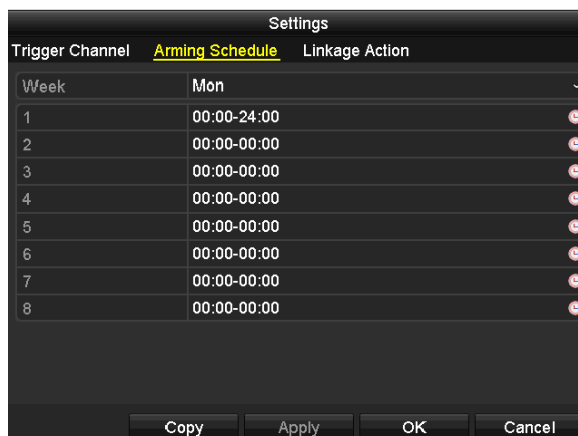 Settings
Trigger Channel Arming Schedule Linkage Action
Week Mon
1 00:00-24:00
2 00:00-00:00
3 00:00-00:00
4 00:00-00:00
5 00:00-00:00
6 00:00-00:00
7 00:00-00:00
8 00:00-00:00
Copy Apply OK Cancel